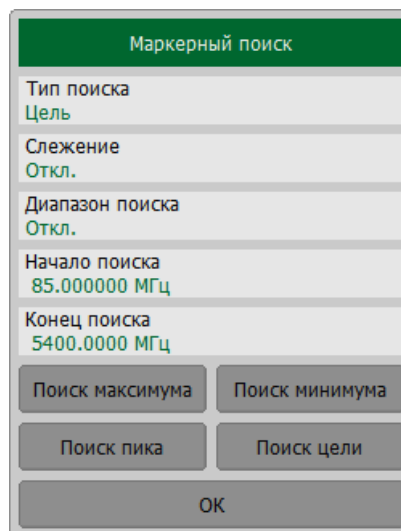 Маркерный поиск
Тип поиска
Цель
Слежение
Откл.
Диапазон поиска
Откл.
Начало поиска
85.000000 МГц
Конец поиска
5400.0000 МГц
Поиск максимума
Поиск минимума
Поиск пика
Поиск цели
ОК